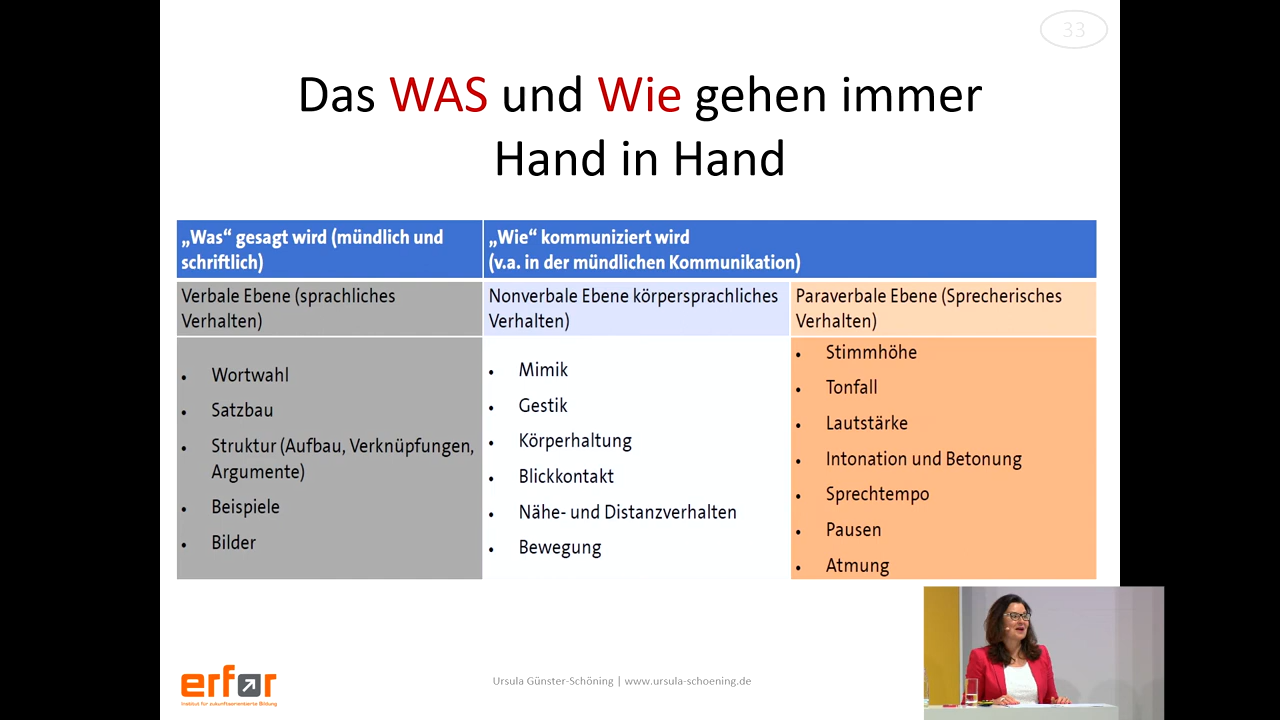 33
Das WAS und Wie gehen immer
Hand in Hand
„Was“ gesagt wird (mündlich und
schriftlich)
„Wie“ kommuniziert wird
(v.a. in der mündlichen Kommunikation)
Verbale Ebene (sprachliches
Verhalten)
Nonverbale Ebene körpersprachliches
Verhalten)
Paraverbale Ebene (Sprecherisches
Verhalten)
• Wortwahl
• Satzbau
• Struktur (Aufbau, Verknüpfungen,
Argumente)
• Beispiele
• Bilder
• Mimik
• Gestik
• Körperhaltung
• Blickkontakt
• Nähe- und Distanzverhalten
• Bewegung
• Stimmhöhe
• Tonfall
• Lautstärke
• Intonation und Betonung
• Sprechtempo
• Pausen
• Atmung
erfor
Institut für zukunftsorientierte Bildung
Ursula Günster-Schöning | www.ursula-schoening.de